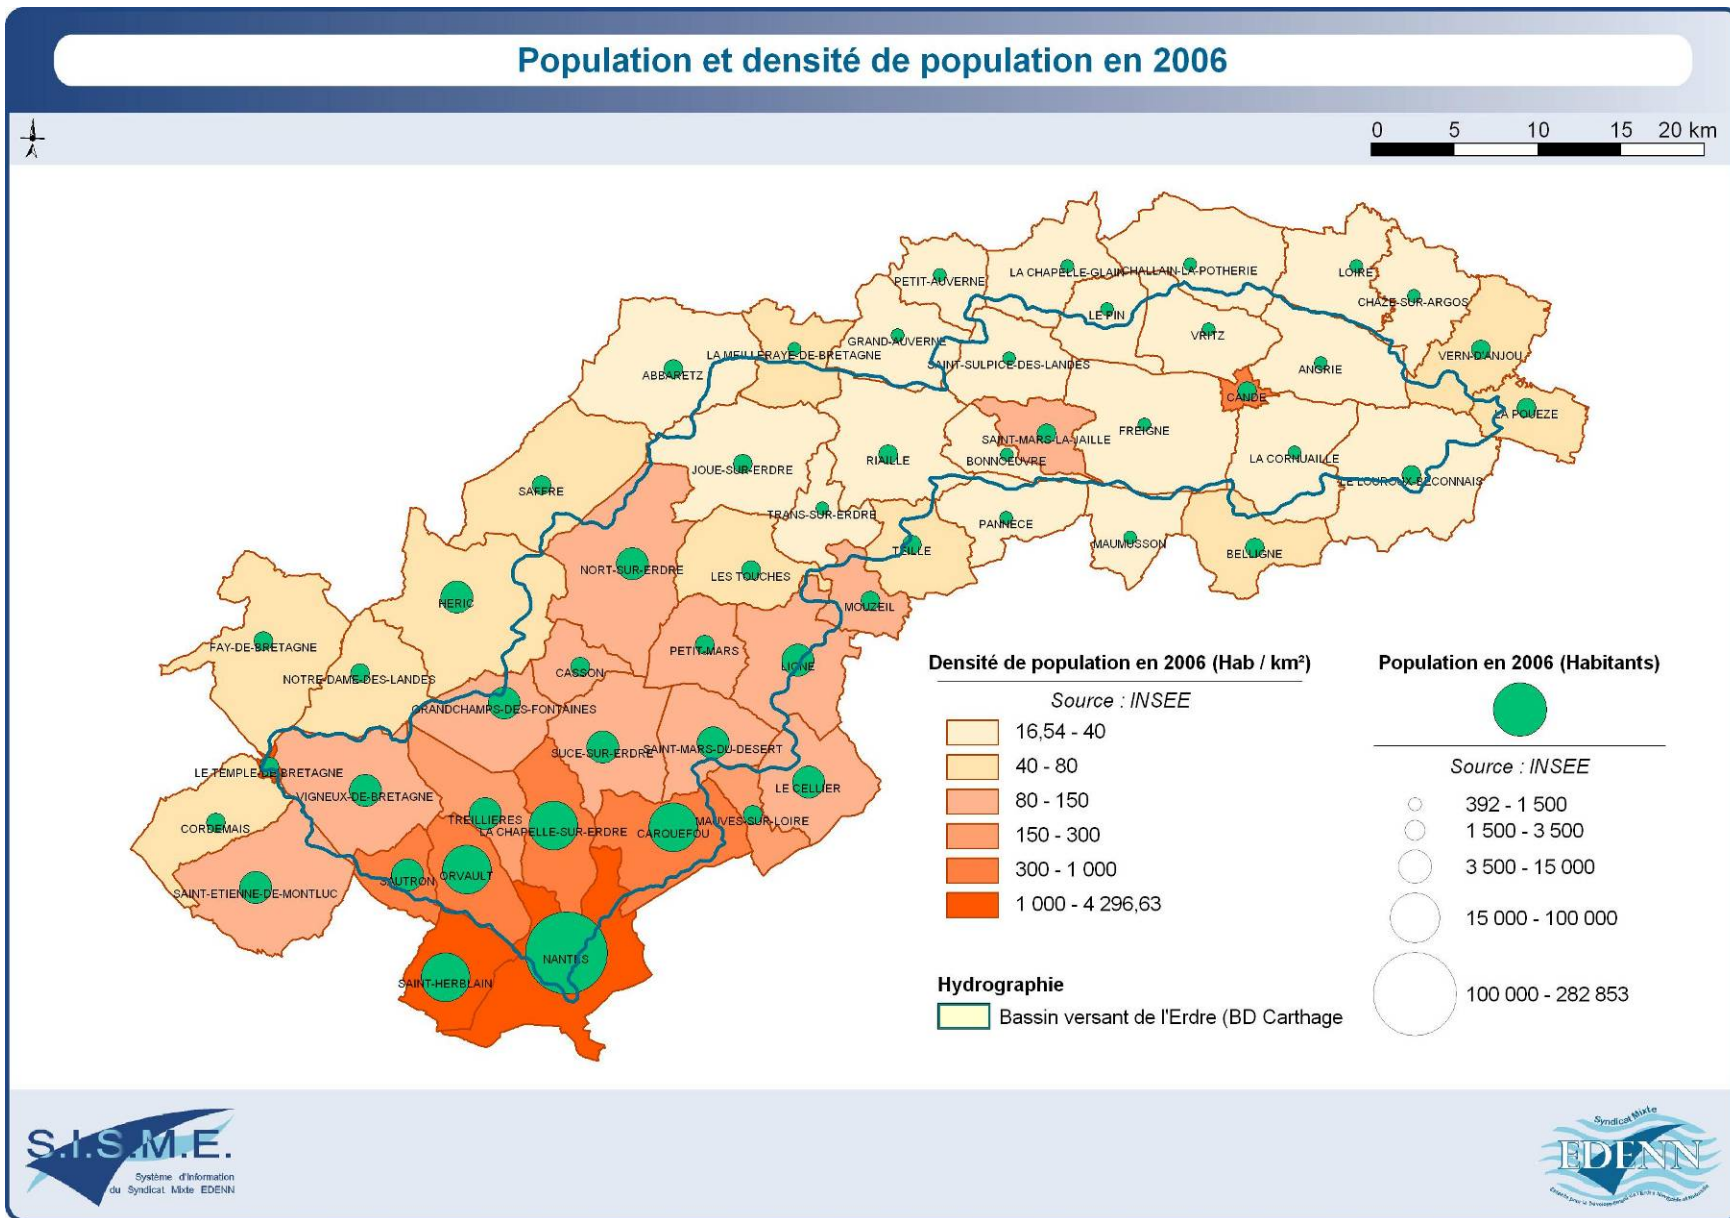 Population et densité de population en 2006
0 5 10 15 20 km
PETIT-AUVERNE
LA CHAPELLE-GLAIN
CHALLAIN-LA-POTHERIE
LOIRE
CHAZE-SUR-ARGOS
LE PIN
VRITZ
GRAND-AUVERNE
LA MEILLERAYE-DE-BRETAGNE
VERN-D'ANJOU
SAINT-SULPICE-DES-LANDES
ABBARETZ
ANGRIE
CANDE
LA POUEZE
FREIGNE
SAINT-MARS-LA-JAILLE
BONNOEUVRE
RIAILLE
LA CORNUAILLE
JOUE-SUR-ERDRE
LE LOUROUX-BECONNAIS
SAFFRE
TRANS-SUR-ERDRE
PANNECE
MAUMUSSON
TEILLE
BELLIGNE
NORT-SUR-ERDRE
LES TOUCHES
HERIC
MOUZEIL
FAY-DE-BRETAGNE
PETIT-MARS
LIGNE
NOTRE-DAME-DES-LANDES
CASSON
GRANDCHAMPS-DES-FONTAINES
SUCE-SUR-ERDRE
SAINT-MARS-DU-DESERT
LE TEMPLE-DE-BRETAGNE
VIGNEUX-DE-BRETAGNE
LE CELLIER
TREILLIERES
MAUVES-SUR-LOIRE
CORDEMAIS
LA CHAPELLE-SUR-ERDRE
CARQUEFOU
SAUTRON
ORVAULT
SAINT-ETIENNE-DE-MONTLUC
NANTES
SAINT-HERBLAIN
Densité de population en 2006 (Hab / km²)
Source : INSEE
16,54 - 40
40 - 80
80 - 150
150 - 300
300 - 1 000
1 000 - 4 296,63
Hydrographie
Bassin versant de l'Erdre (BD Carthage
Population en 2006 (Habitants)
Source : INSEE
392 - 1 500
1 500 - 3 500
3 500 - 15 000
15 000 - 100 000
100 000 - 282 853
S.I.S.M.E.
Système d'Information
du Syndicat Mixte EDENN
Syndicat Mixte
EDENN